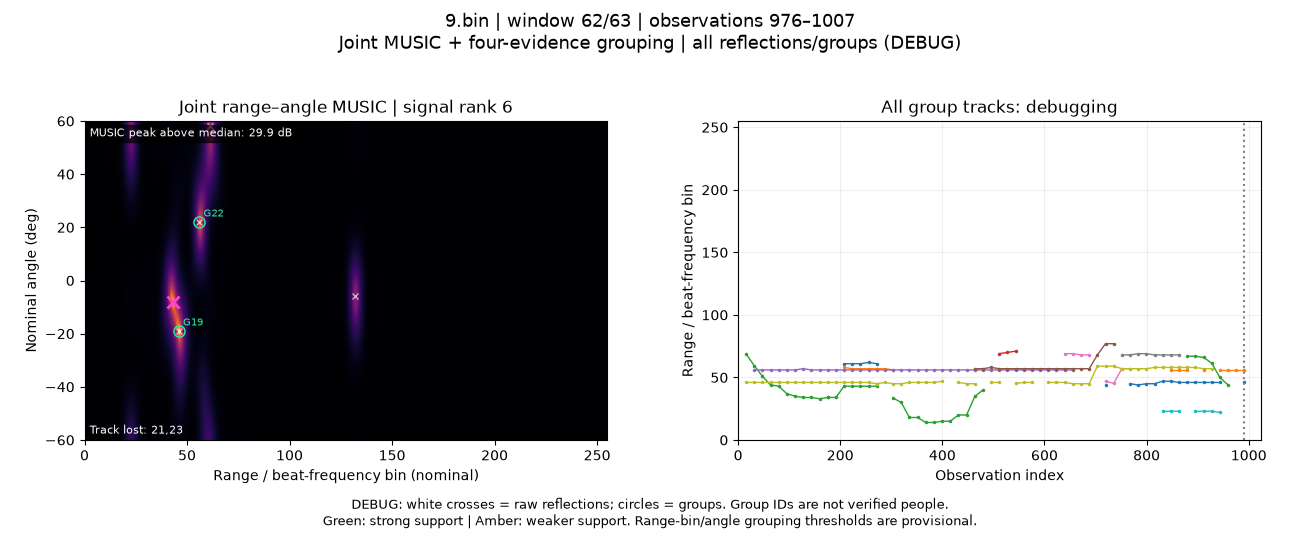 9.bin | window 62/63 | observations 976–1007
Joint MUSIC + four-evidence grouping | all reflections/groups (DEBUG)
Joint range–angle MUSIC | signal rank 6
MUSIC peak above median: 29.9 dB
G22
G19
Track lost: 21,23
60
40
20
0
−20
−40
−60
Nominal angle (deg)
0 50 100 150 200 250
Range / beat-frequency bin (nominal)
All group tracks: debugging
250
200
150
100
50
0
Range / beat-frequency bin
0 200 400 600 800 1000
Observation index
DEBUG: white crosses = raw reflections; circles = groups. Group IDs are not verified people.
Green: strong support | Amber: weaker support. Range-bin/angle grouping thresholds are provisional.